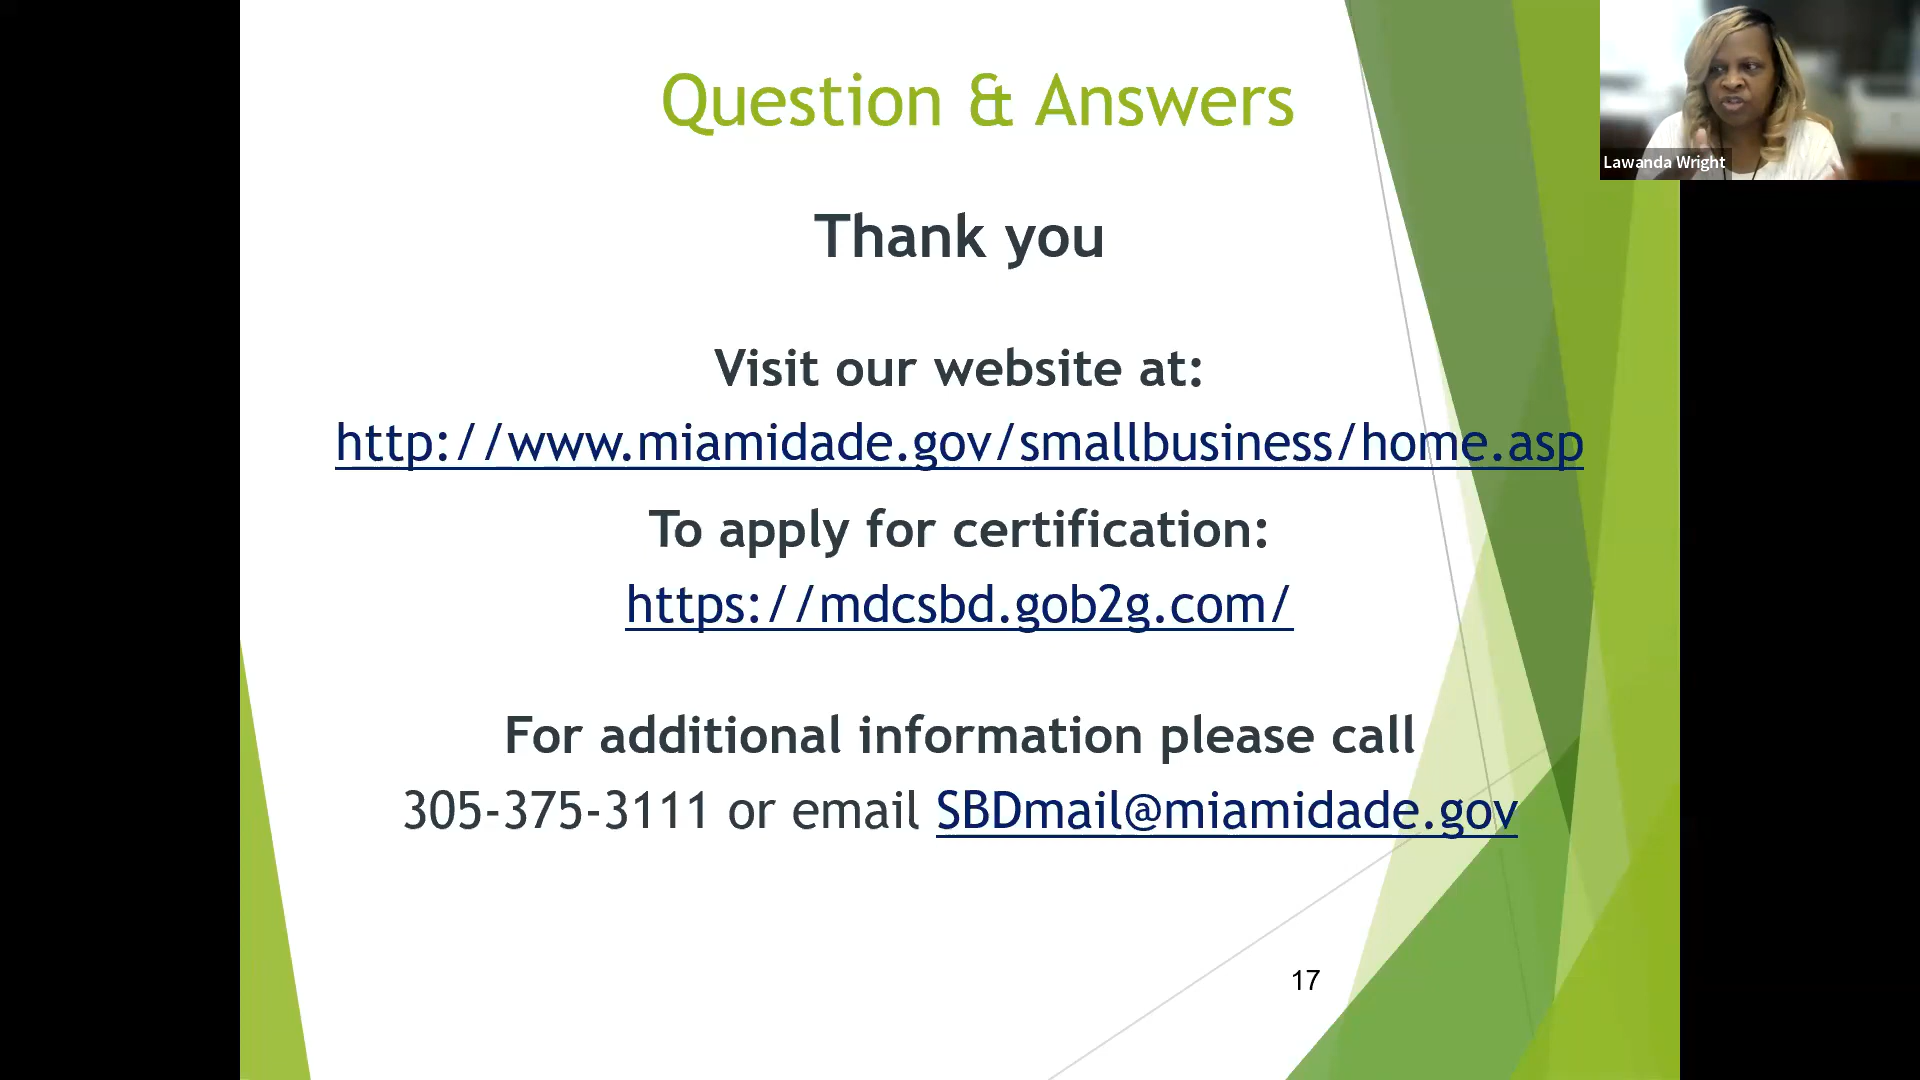 Question & Answers
Lawanda Wright
Thank you
Visit our website at:
http://www.miamidade.gov/smallbusiness/home.asp
To apply for certification:
https://mdcsbd.gob2g.com/
For additional information please call
305-375-3111 or email SBDmail@miamidade.gov
17